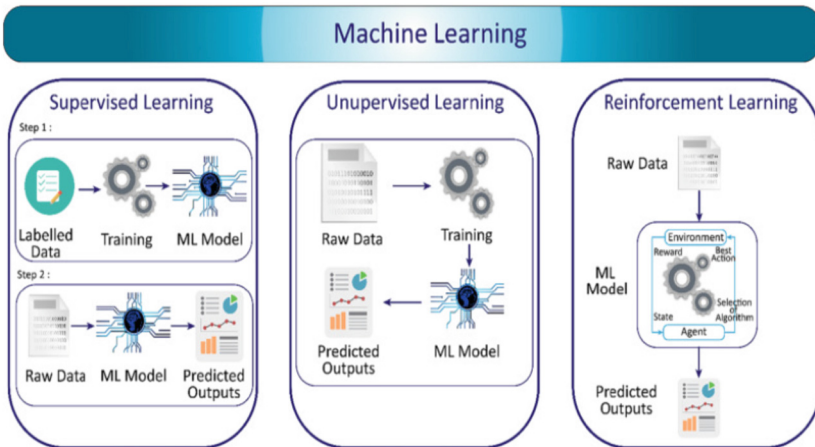 Machine Learning
Supervised Learning
Step 1 :
Labelled
Data
Training
ML Model
Step 2 :
Raw Data
ML Model
Predicted
Outputs
Unupervised Learning
Raw Data
Training
Predicted
Outputs
ML Model
Reinforcement Learning
Raw Data
ML
Model
Environment
Reward
Best
Action
State
Selection
of
Algorithm
Agent
Predicted
Outputs